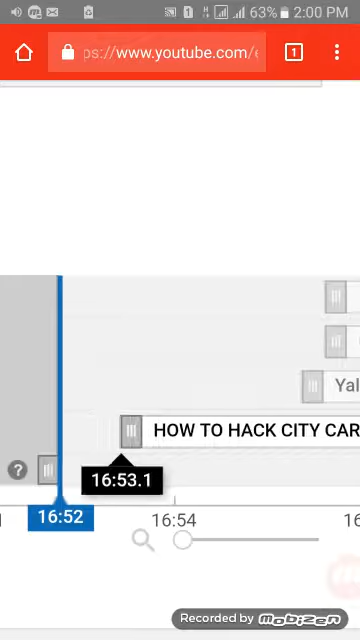 63% 2:00 PM
ps://www.youtube.com/e
1
Yal
HOW TO HACK CITY CAR
?
16:53.1
16:52
16:54
Recorded by mobizen